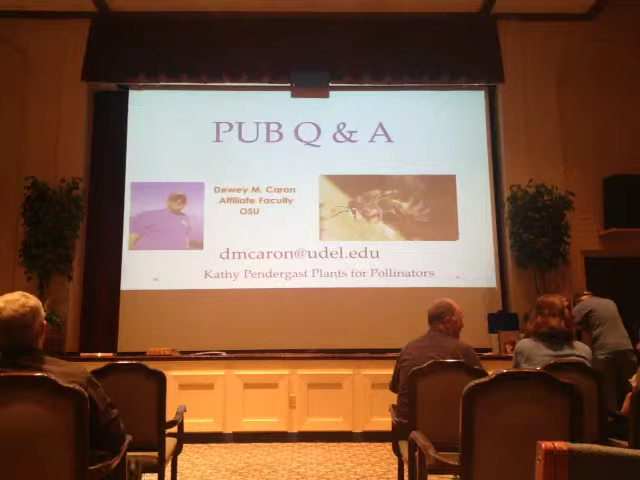 PUB Q & A
Dewey M. Caron
Affiliate Faculty
OSU
dmcaron@udel.edu
Kathy Pendergast Plants for Pollinators